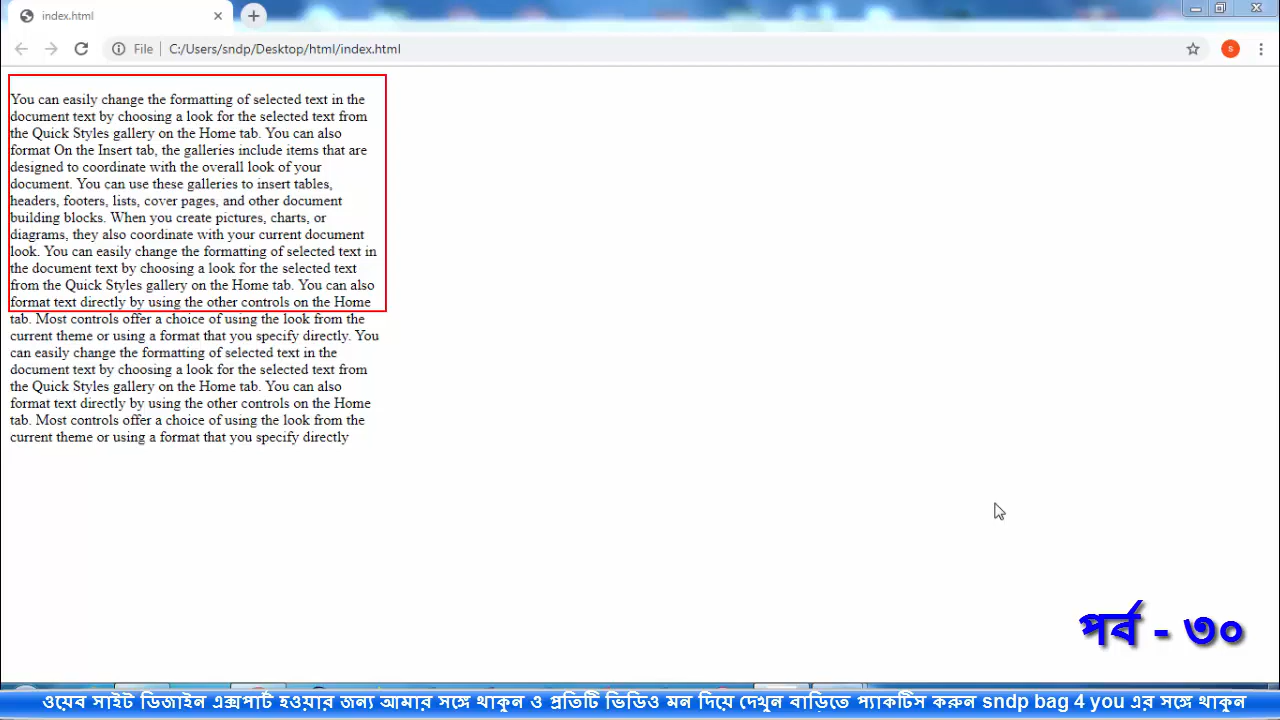 index.html
File C:/Users/sndp/Desktop/html/index.html
S
You can easily change the formatting of selected text in the
document text by choosing a look for the selected text from
the Quick Styles gallery on the Home tab. You can also
format On the Insert tab, the galleries include items that are
designed to coordinate with the overall look of your
document. You can use these galleries to insert tables,
headers, footers, lists, cover pages, and other document
building blocks. When you create pictures, charts, or
diagrams, they also coordinate with your current document
look. You can easily change the formatting of selected text in
the document text by choosing a look for the selected text
from the Quick Styles gallery on the Home tab. You can also
format text directly by using the other controls on the Home
tab. Most controls offer a choice of using the look from the
current theme or using a format that you specify directly. You
can easily change the formatting of selected text in the
document text by choosing a look for the selected text from
the Quick Styles gallery on the Home tab. You can also
format text directly by using the other controls on the Home
tab. Most controls offer a choice of using the look from the
current theme or using a format that you specify directly
পর্ব - ৩০
ওয়েব সাইট ডিজাইন এক্সপার্ট হওয়ার জন্য আমার সঙ্গে থাকুন ও প্রতিটি ভিডিও মন দিয়ে দেখুন বাড়িতে প্যাকটিস করুন sndp bag 4 you এর সঙ্গে থাকুন